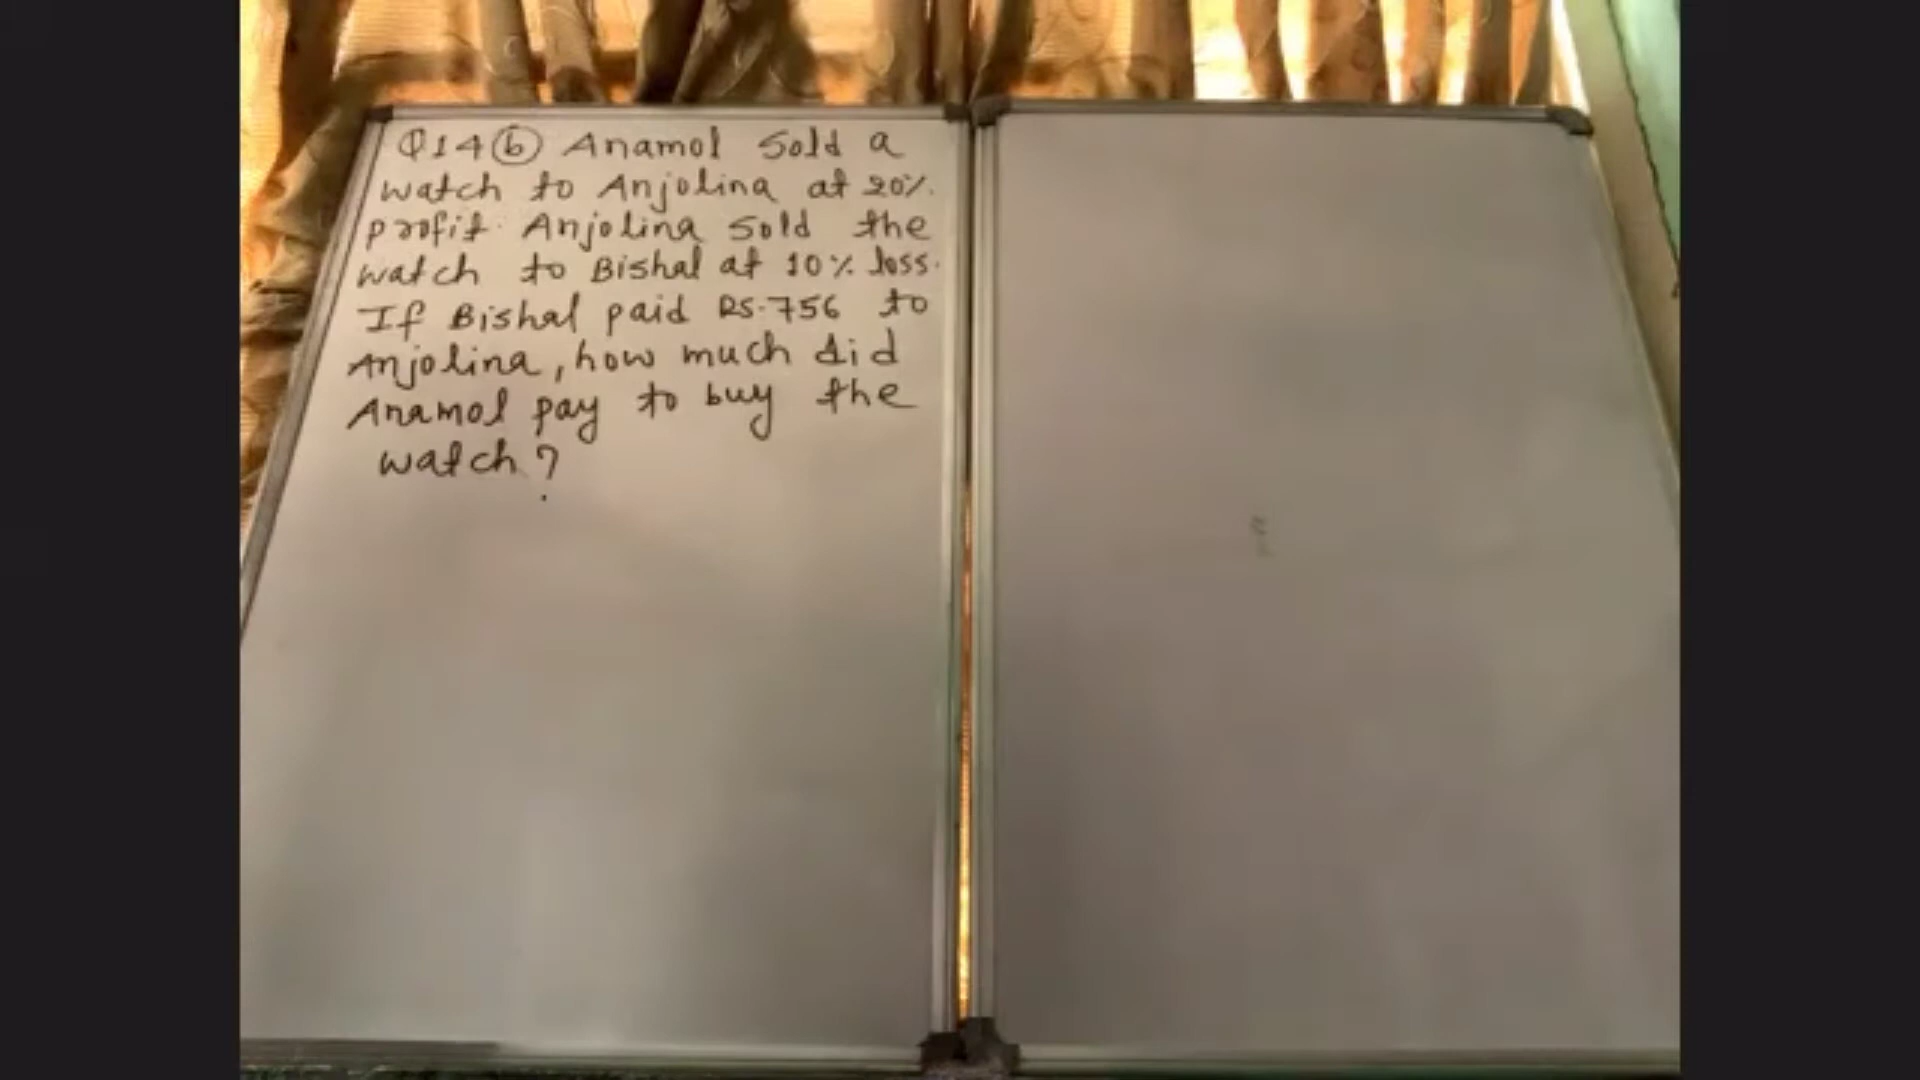 Q14 (b) Anamol Sold a
watch to Anjolina at 20%
profit. Anjolina sold the
watch to Bishal at 10% loss.
If Bishal paid Rs.756 to
Anjolina, how much did
Anamol pay to buy the
watch?